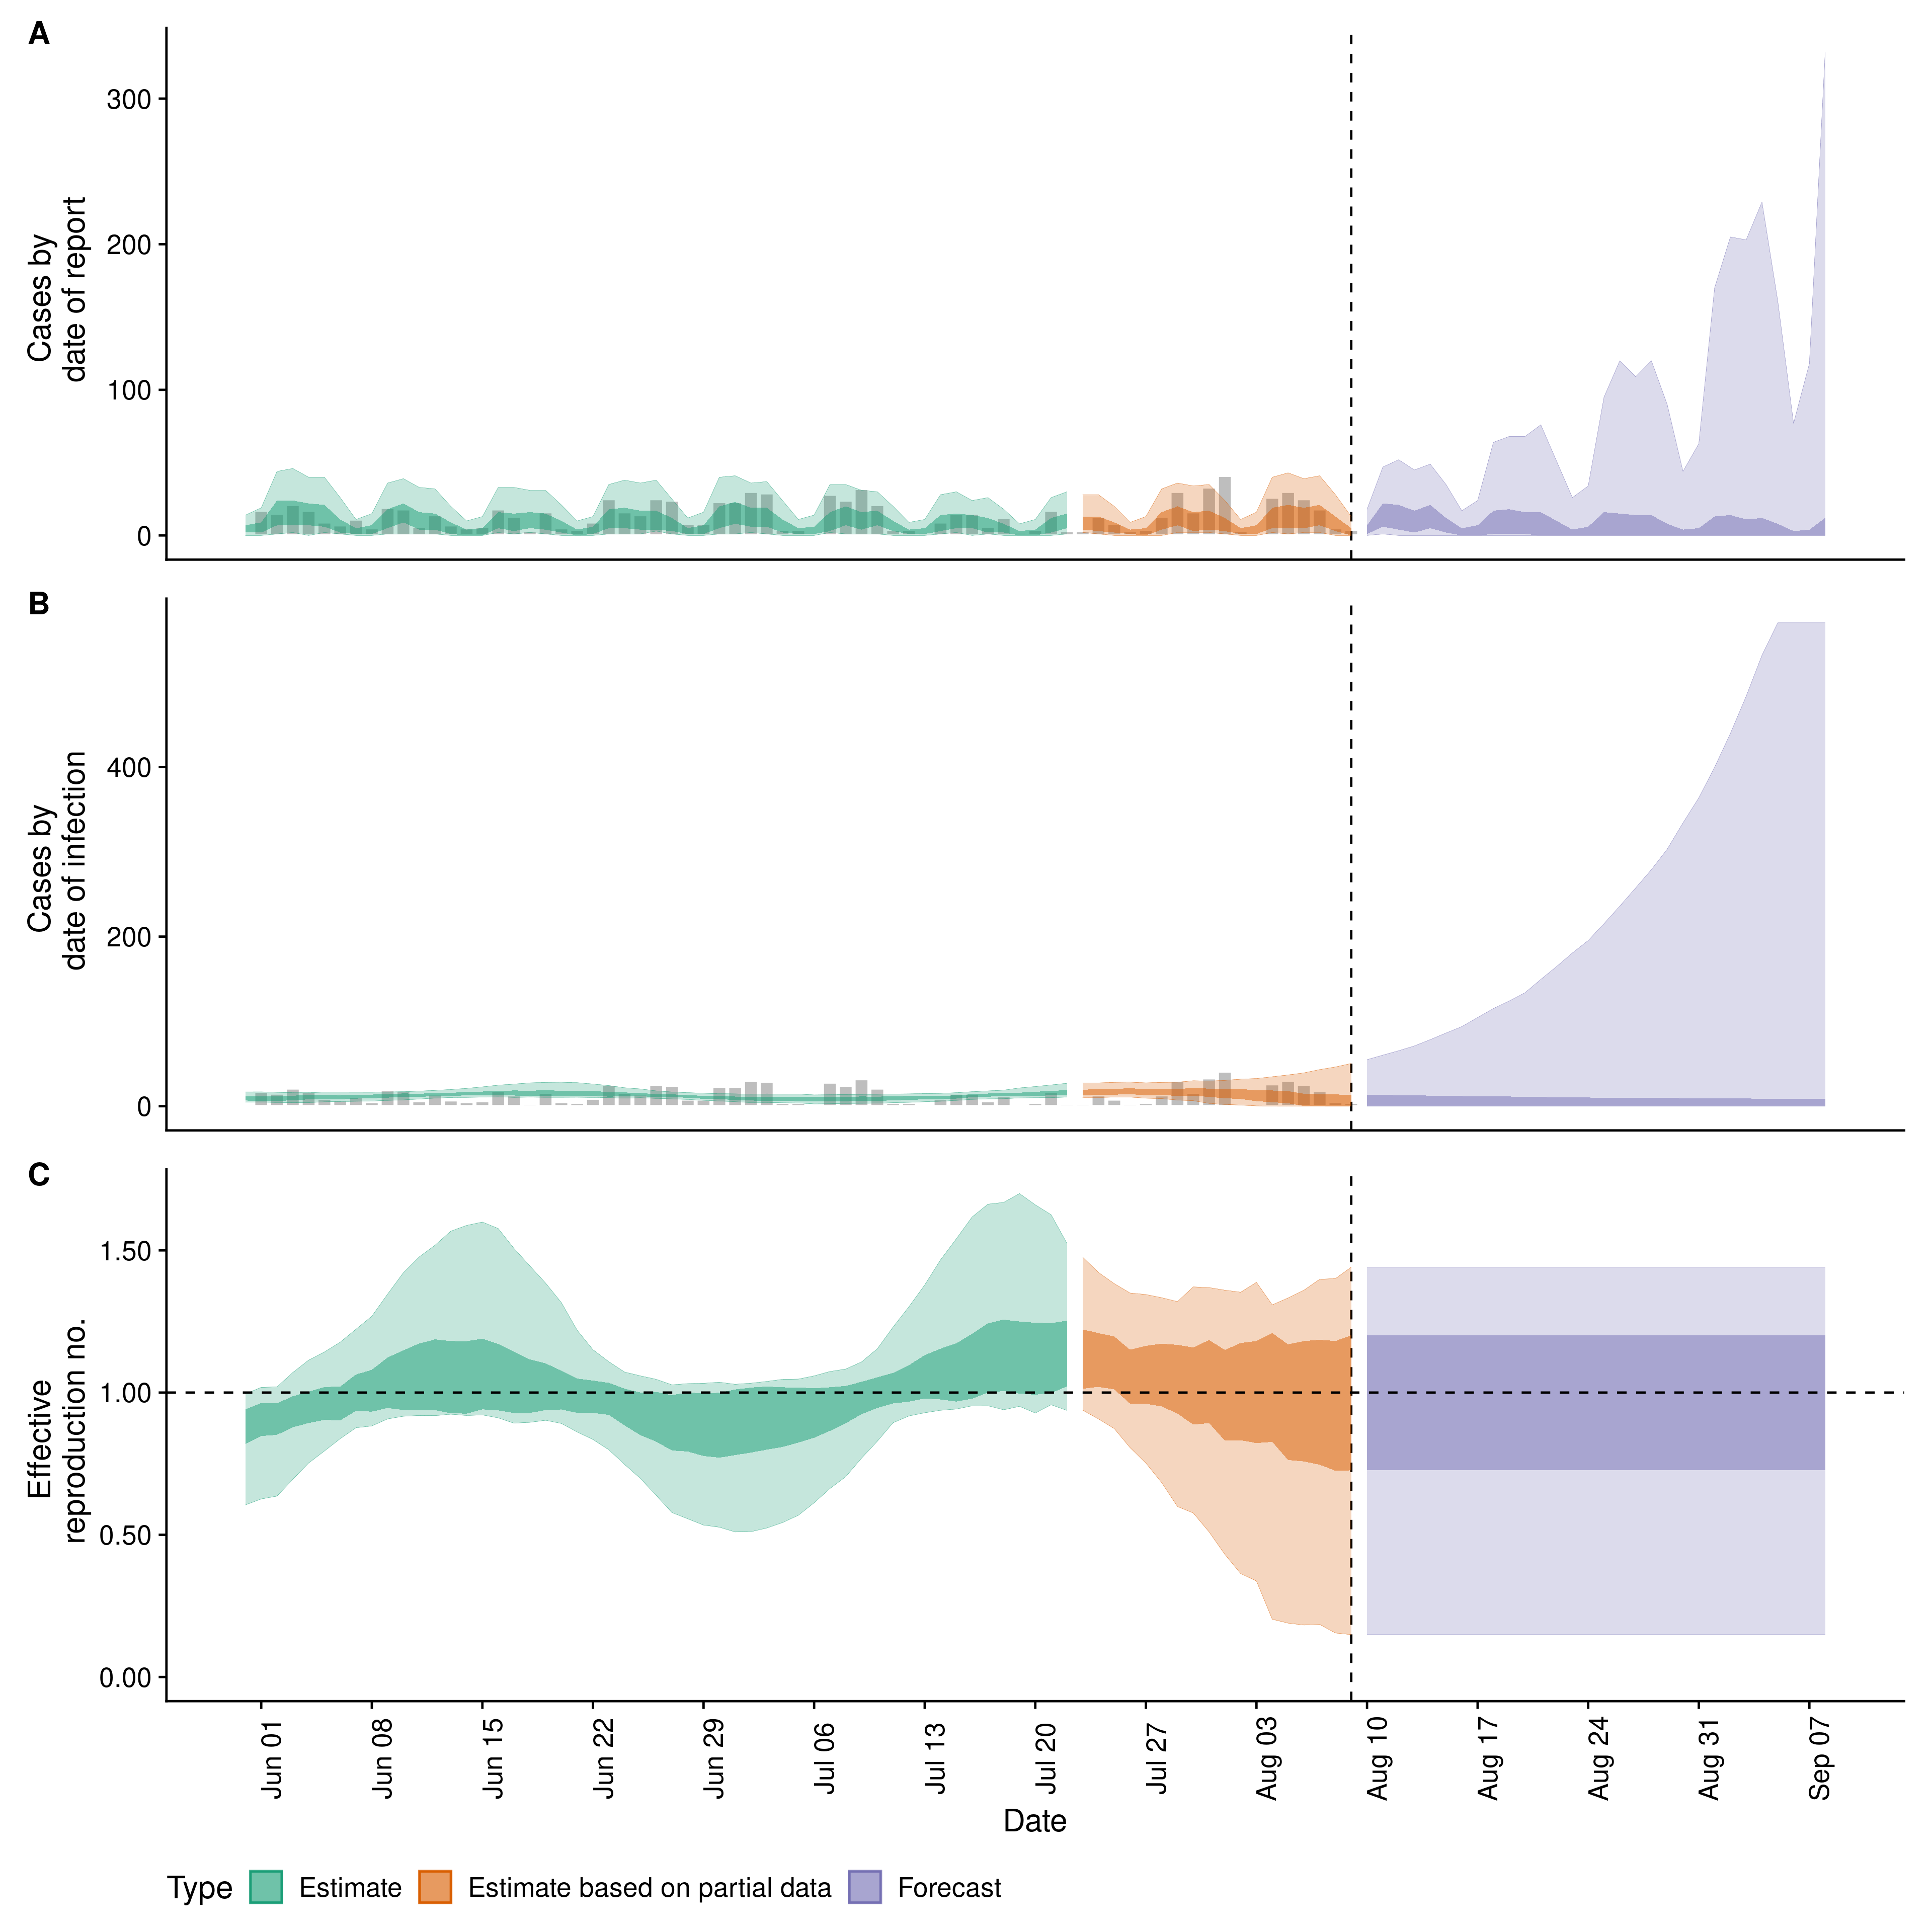 A
Cases by
date of report
300
200
100
0
B
Cases by
date of infection
400
200
0
C
Effective
reproduction no.
1.50
1.00
0.50
0.00
Jun 01
Jun 08
Jun 15
Jun 22
Jun 29
Jul 06
Jul 13
Jul 20
Jul 27
Aug 03
Aug 10
Aug 17
Aug 24
Aug 31
Sep 07
Date
Type Estimate Estimate based on partial data Forecast